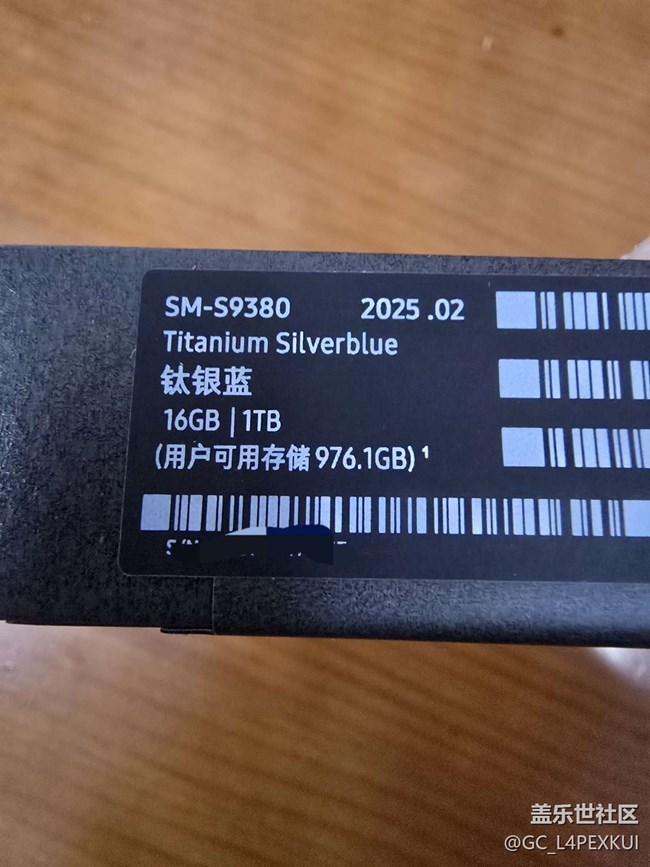 SM-S9380 2025.02
Titanium Silverblue
钛银蓝
16GB | 1TB
(用户可用存储 976.1GB) ¹
盖乐世社区
@GC_L4PEXKUI